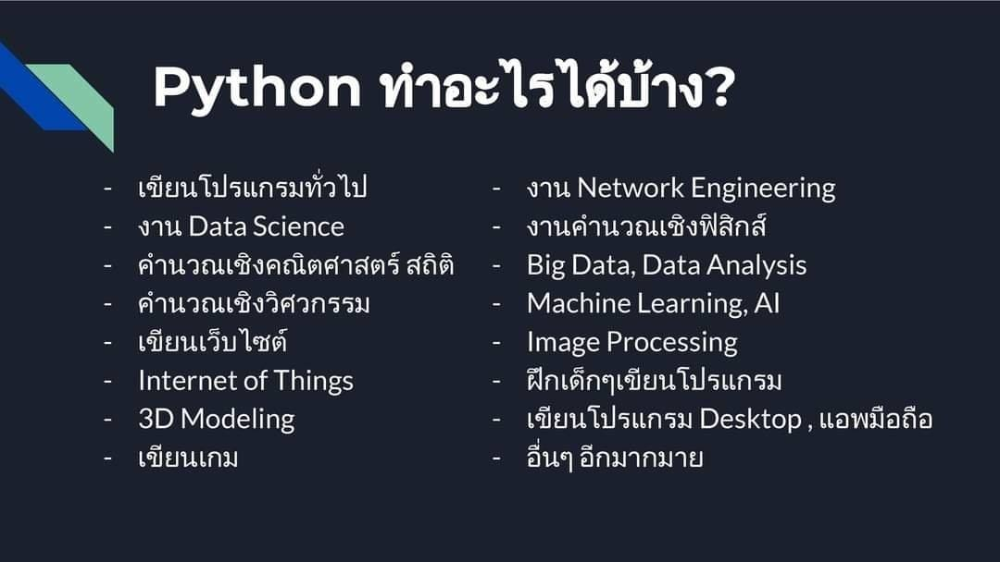 Python ทำอะไรได้บ้าง?
- เขียนโปรแกรมทั่วไป
- งาน Data Science
- คำนวณเชิงคณิตศาสตร์ สถิติ
- คำนวณเชิงวิศวกรรม
- เขียนเว็บไซต์
- Internet of Things
- 3D Modeling
- เขียนเกม
- งาน Network Engineering
- งานคำนวณเชิงฟิสิกส์
- Big Data, Data Analysis
- Machine Learning, AI
- Image Processing
- ฝึกเด็กๆเขียนโปรแกรม
- เขียนโปรแกรม Desktop , แอพมือถือ
- อื่นๆ อีกมากมาย